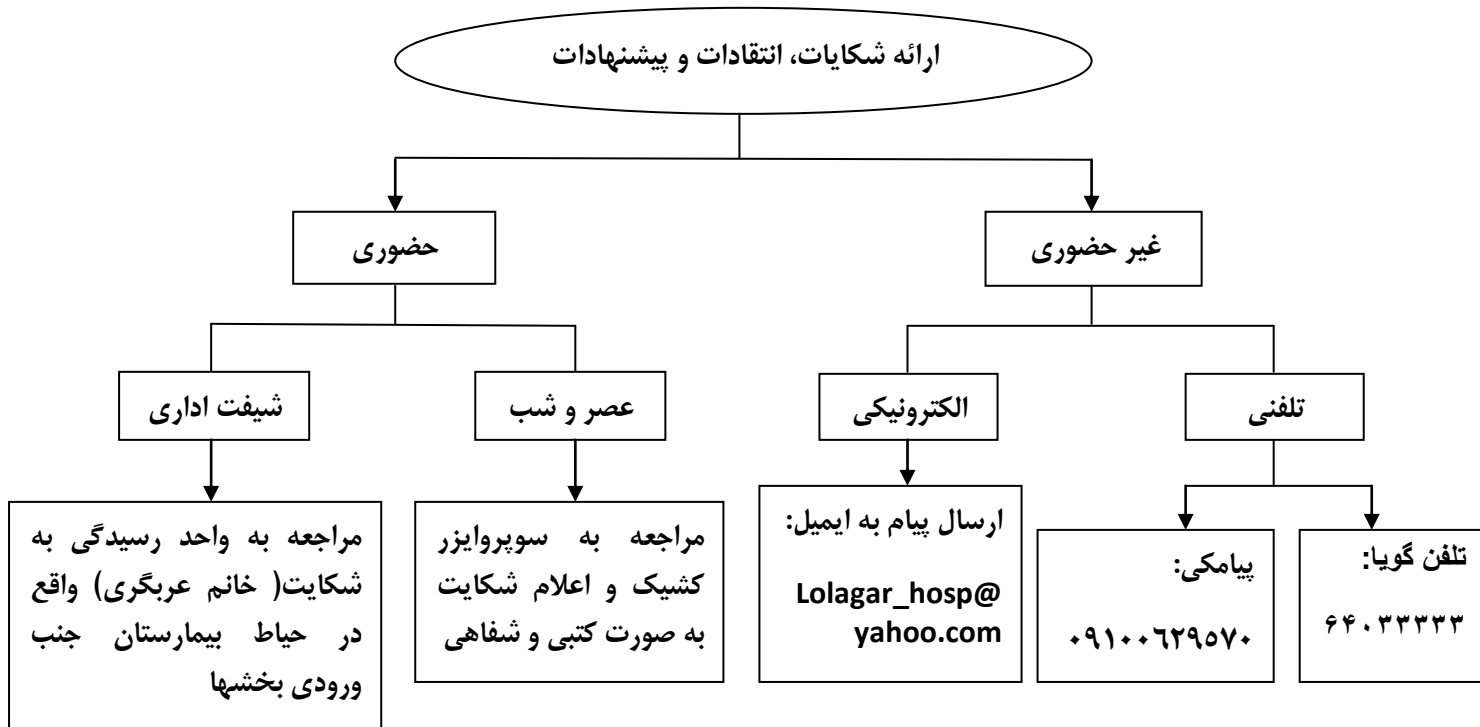 ارائه شکایات، انتقادات و پیشنهادات
غیر حضوری
حضوری
تلفنی
الکترونیکی
عصر و شب
شیفت اداری
تلفن گویا:
۶۴۰۳۳۳۳۳
پیامکی:
۰۹۱۰۰۶۲۹۵۷۰
ارسال پیام به ایمیل:
Lolagar_hosp@
yahoo.com
مراجعه به سوپروایزر
کشیک و اعلام شکایت
به صورت کتبی و شفاهی
مراجعه به واحد رسیدگی به
شکایت( خانم عربگری) واقع
در حیاط بیمارستان جنب
ورودی بخشها